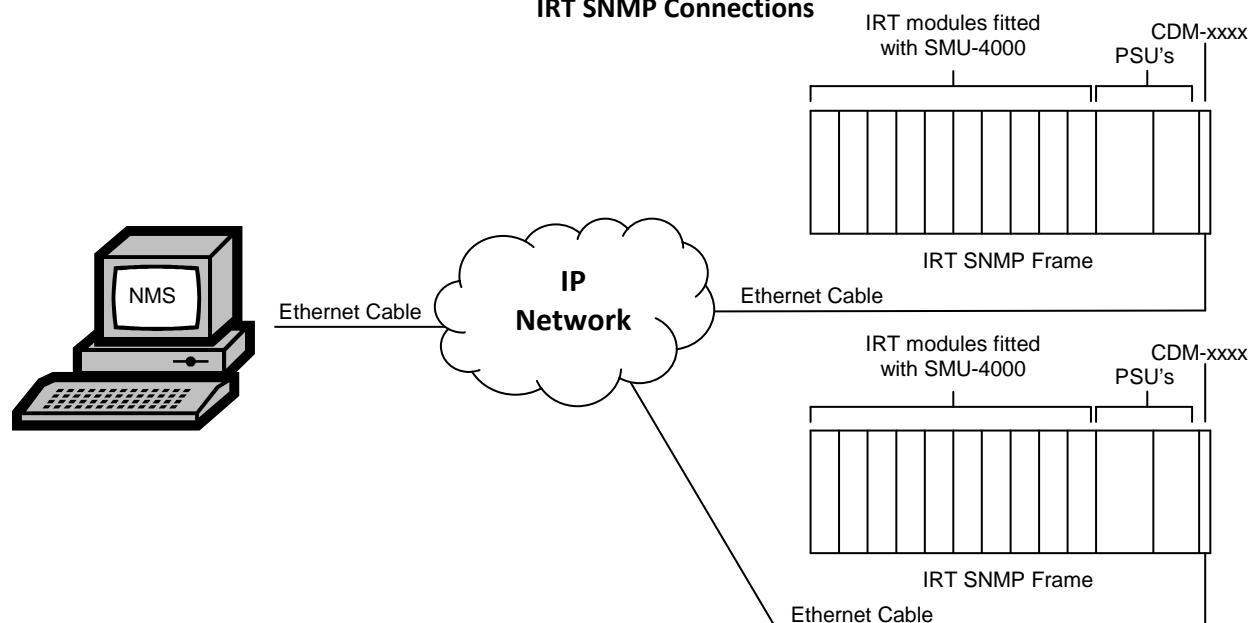 IRT SNMP Connections
IRT modules fitted
with SMU-4000
CDM-xxxx
PSU's
IRT SNMP Frame
NMS
Ethernet Cable
IP
Network
Ethernet Cable
IRT modules fitted
with SMU-4000
CDM-xxxx
PSU's
IRT SNMP Frame
Ethernet Cable